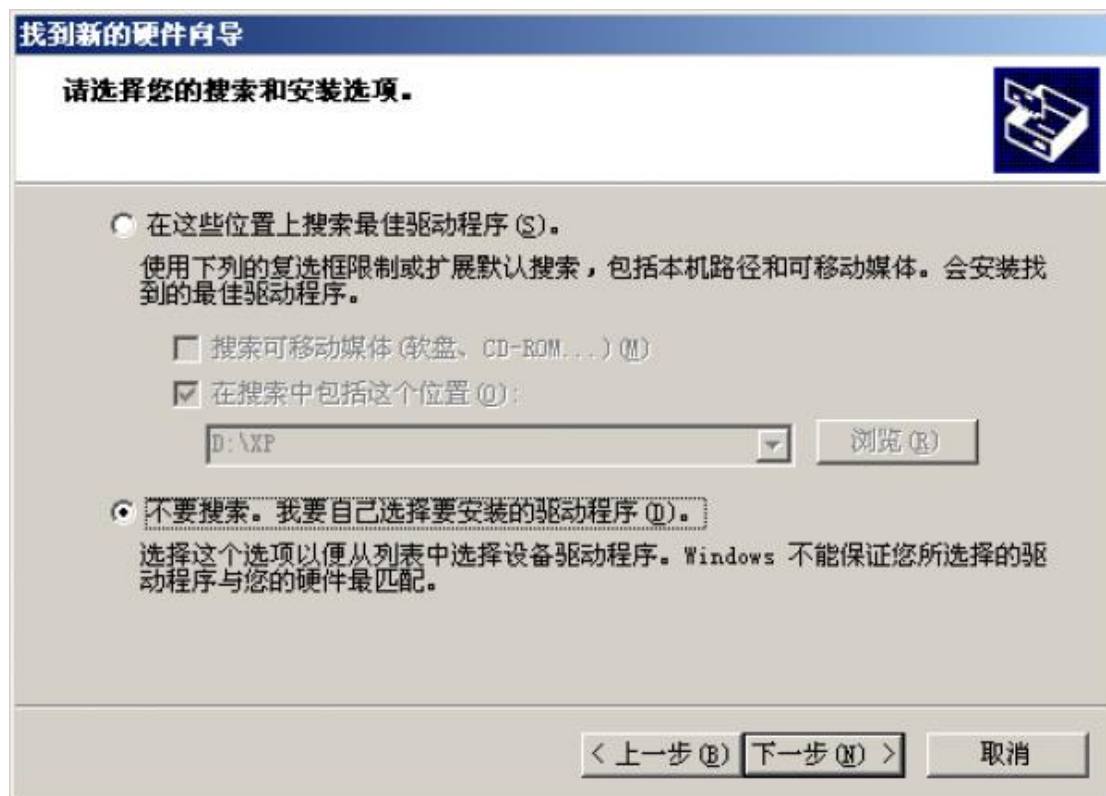 找到新的硬件向导
请选择您的搜索和安装选项。
在这些位置上搜索最佳驱动程序(S)。
使用下列的复选框限制或扩展默认搜索，包括本机路径和可移动媒体。会安装找
到的最佳驱动程序。
搜索可移动媒体(软盘、CD-ROM...)(M)
在搜索中包括这个位置(O):
D:\XP
浏览(R)
不要搜索。我要自己选择要安装的驱动程序(D)。
选择这个选项以便从列表中选择设备驱动程序。Windows 不能保证您所选择的驱
动程序与您的硬件最匹配。
< 上一步(B) 下一步(N) > 取消